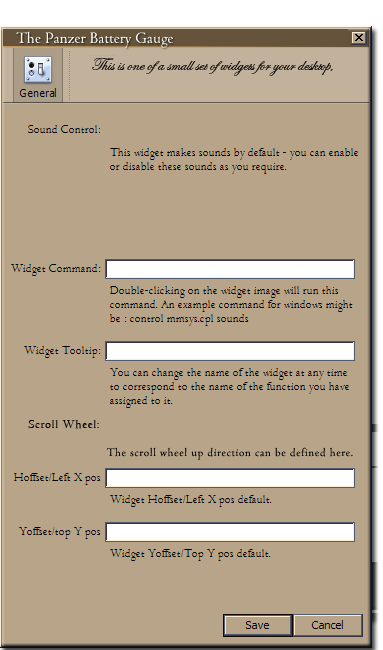 The Panzer Battery Gauge
This is one of a small set of widgets for your desktop,
General
Sound Control:
This widget makes sounds by default - you can enable
or disable these sounds as you require.
Widget Command:
Double-clicking on the widget image will run this
command. An example command for windows might
be : control mmsys.cpl sounds
Widget Tooltip:
You can change the name of the widget at any time
to correspond to the name of the function you have
assigned to it.
Scroll Wheel:
The scroll wheel up direction can be defined here.
Hoffset/Left X pos
Widget Hoffset/Left X pos default.
Yoffset/top Y pos
Widget Yoffset/Top Y pos default.
Save Cancel